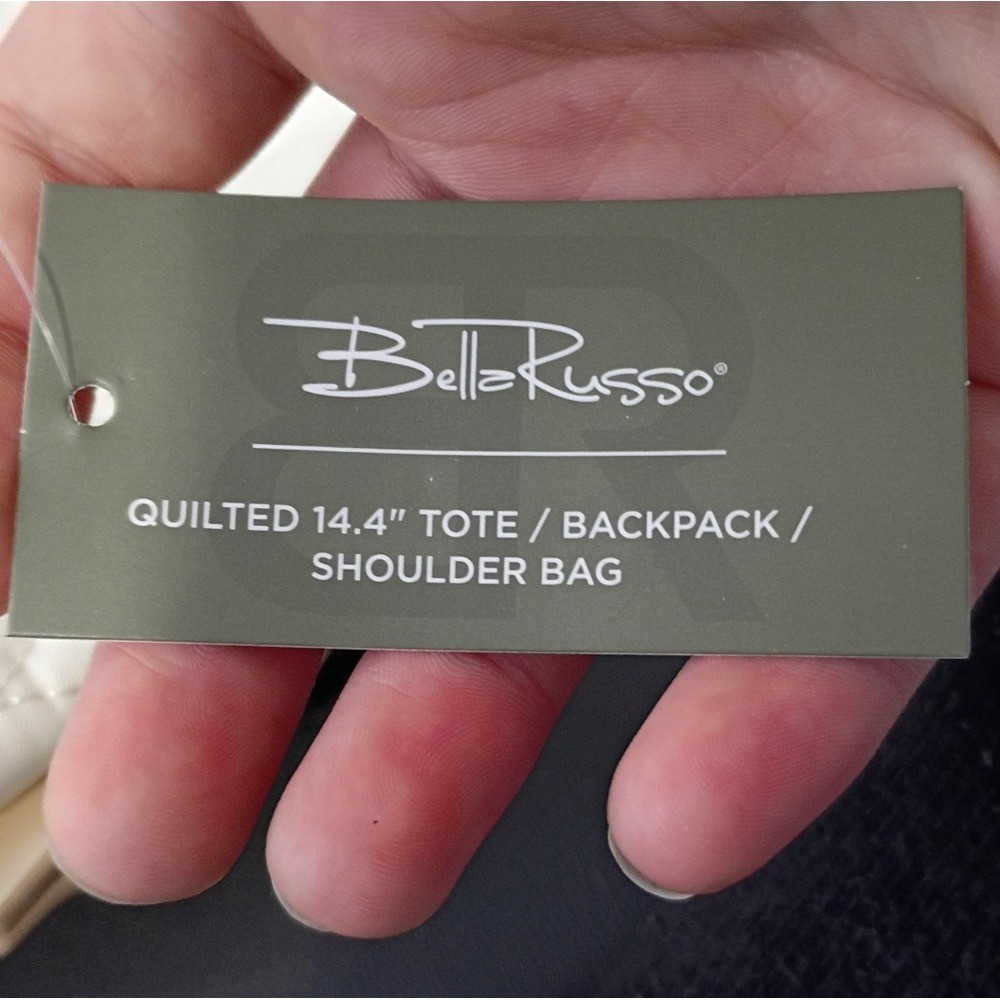 BellaRusso®
QUILTED 14.4" TOTE / BACKPACK /
SHOULDER BAG